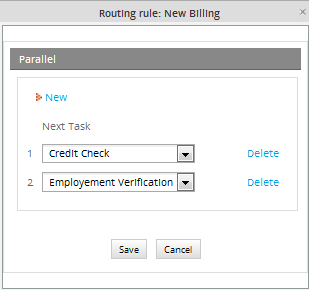 Routing rule: New Billing ×
Parallel
New
Next Task
1 Credit Check Delete
2 Employement Verification Delete
Save Cancel